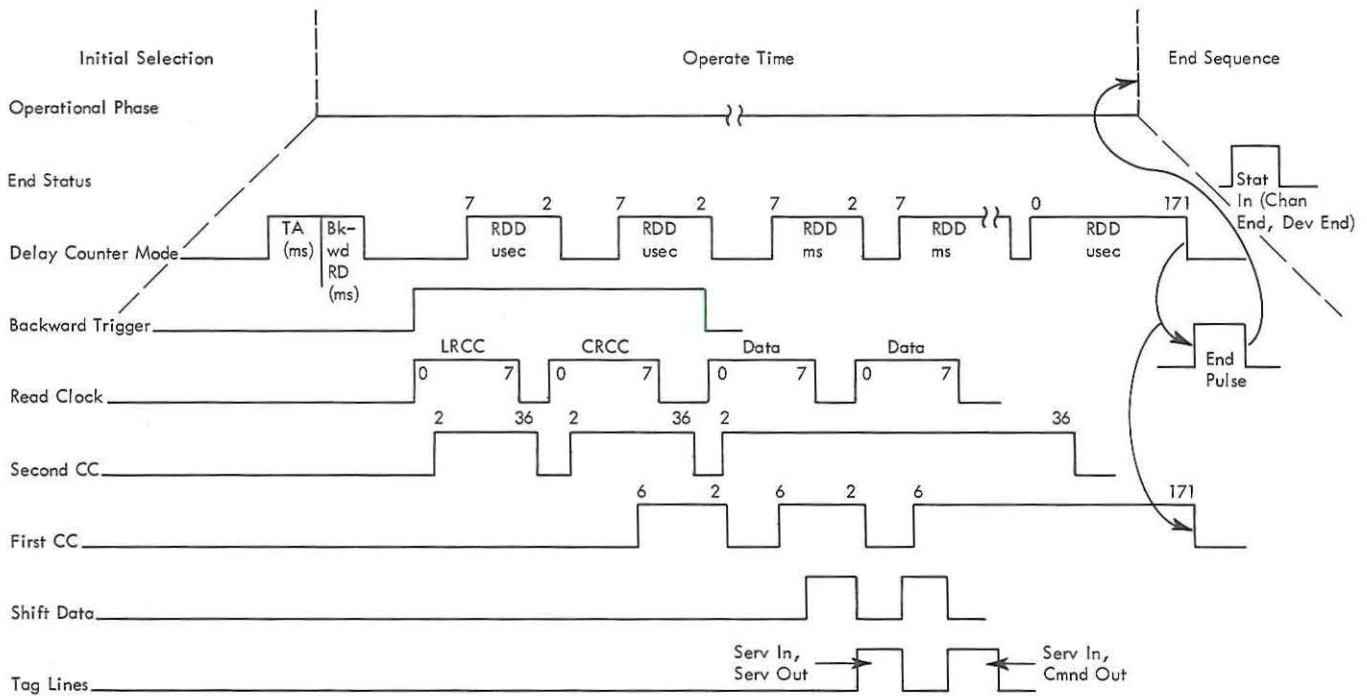 Initial Selection
Operate Time
End Sequence
Operational Phase
End Status
Stat
In (Chan
End, Dev End)
7 2 7 2 7 2 7 0 171
Delay Counter Mode
TA
(ms)
Bk-
wd
RD
(ms)
RDD
usec
RDD
usec
RDD
ms
RDD
ms
RDD
usec
Backward Trigger
LRCC CRCC Data Data
End
Pulse
Read Clock
0 7 0 7 0 7 0 7
2 36 2 36 2 36
Second CC
6 2 6 2 6 171
First CC
Shift Data
Serv In,
Serv Out
Serv In,
Cmnd Out
Tag Lines